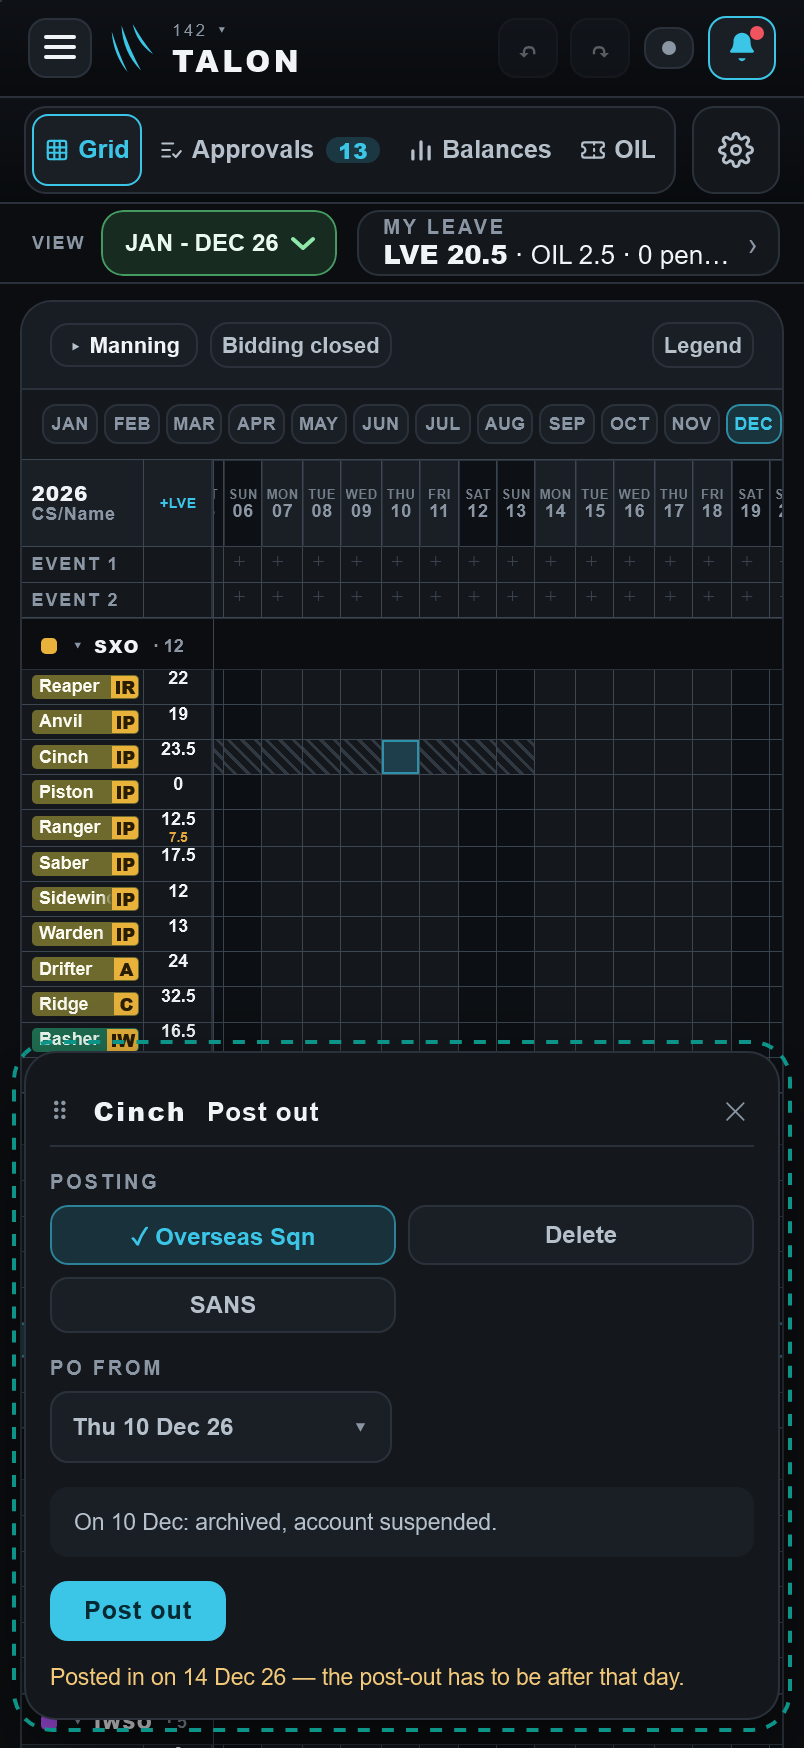 142 ▾
TALON
Grid
Approvals 13
Balances
OIL
VIEW
JAN - DEC 26
MY LEAVE
LVE 20.5 · OIL 2.5 · 0 pen…
▸ Manning
Bidding closed
Legend
JAN FEB MAR APR MAY JUN JUL AUG SEP OCT NOV DEC
2026
CS/Name
+LVE
SUN MON TUE WED THU FRI SAT SUN MON TUE WED THU FRI SAT
06 07 08 09 10 11 12 13 14 15 16 17 18 19
EVENT 1 + + + + + + + + + + + + + +
EVENT 2 + + + + + + + + + + + + + +
▾ SXO · 12
Reaper IR 22
Anvil IP 19
Cinch IP 23.5
Piston IP 0
Ranger IP 12.5
7.5
Saber IP 17.5
Sidewin IP 12
Warden IP 13
Drifter A 24
Ridge C 32.5
Basher IW 16.5
Cinch Post out
POSTING
✓ Overseas Sqn
Delete
SANS
PO FROM
Thu 10 Dec 26 ▼
On 10 Dec: archived, account suspended.
Post out
Posted in on 14 Dec 26 — the post-out has to be after that day.
▾ IWSO · 5